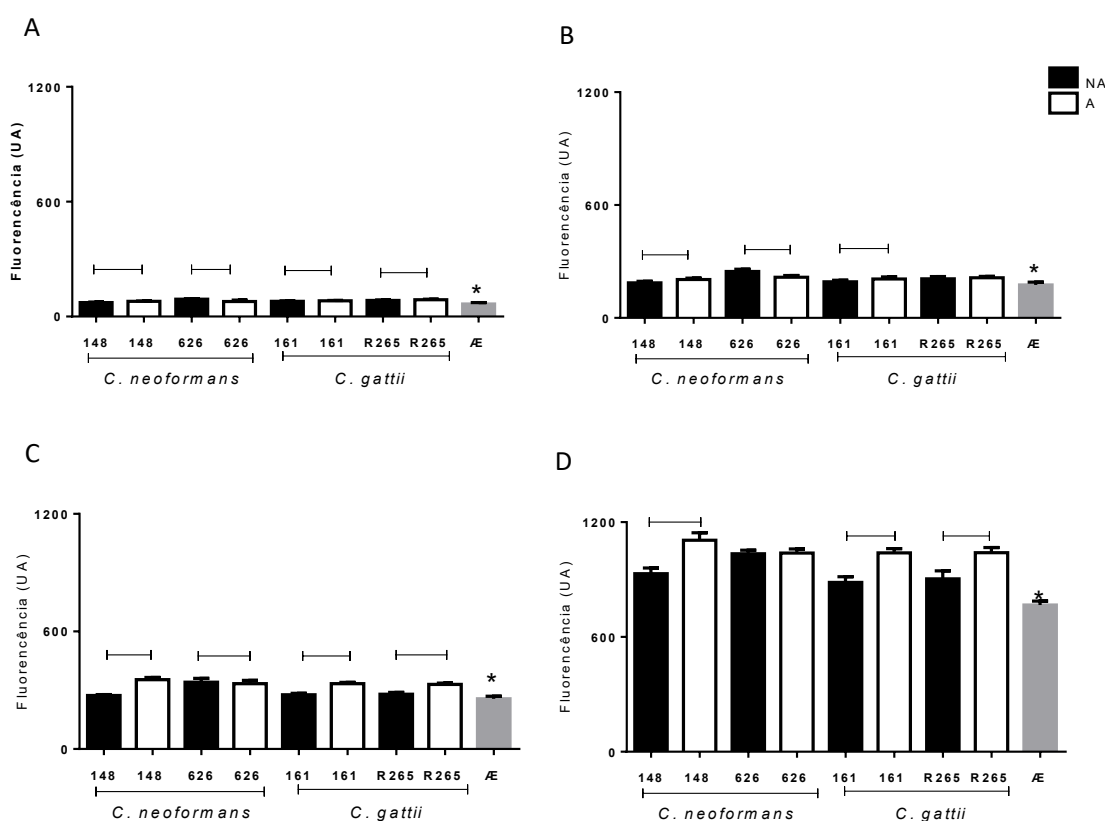 A
B
NA
A
1200
600
0
Fluorencência (UA)
*
148 148 626 626 161 161 R265 R265 Æ
C. neoformans
C. gattii
1200
600
0
Fluorescência (UA)
*
148 148 626 626 161 161 R265 R265 Æ
C. neoformans
C. gattii
C
D
1200
600
0
Fluorescência (UA)
*
148 148 626 626 161 161 R265 R265 Æ
C. neoformans
C. gattii
1200
600
0
Fluorescência (UA)
*
148 148 626 626 161 161 R265 R265 Æ
C. neoformans
C. gattii